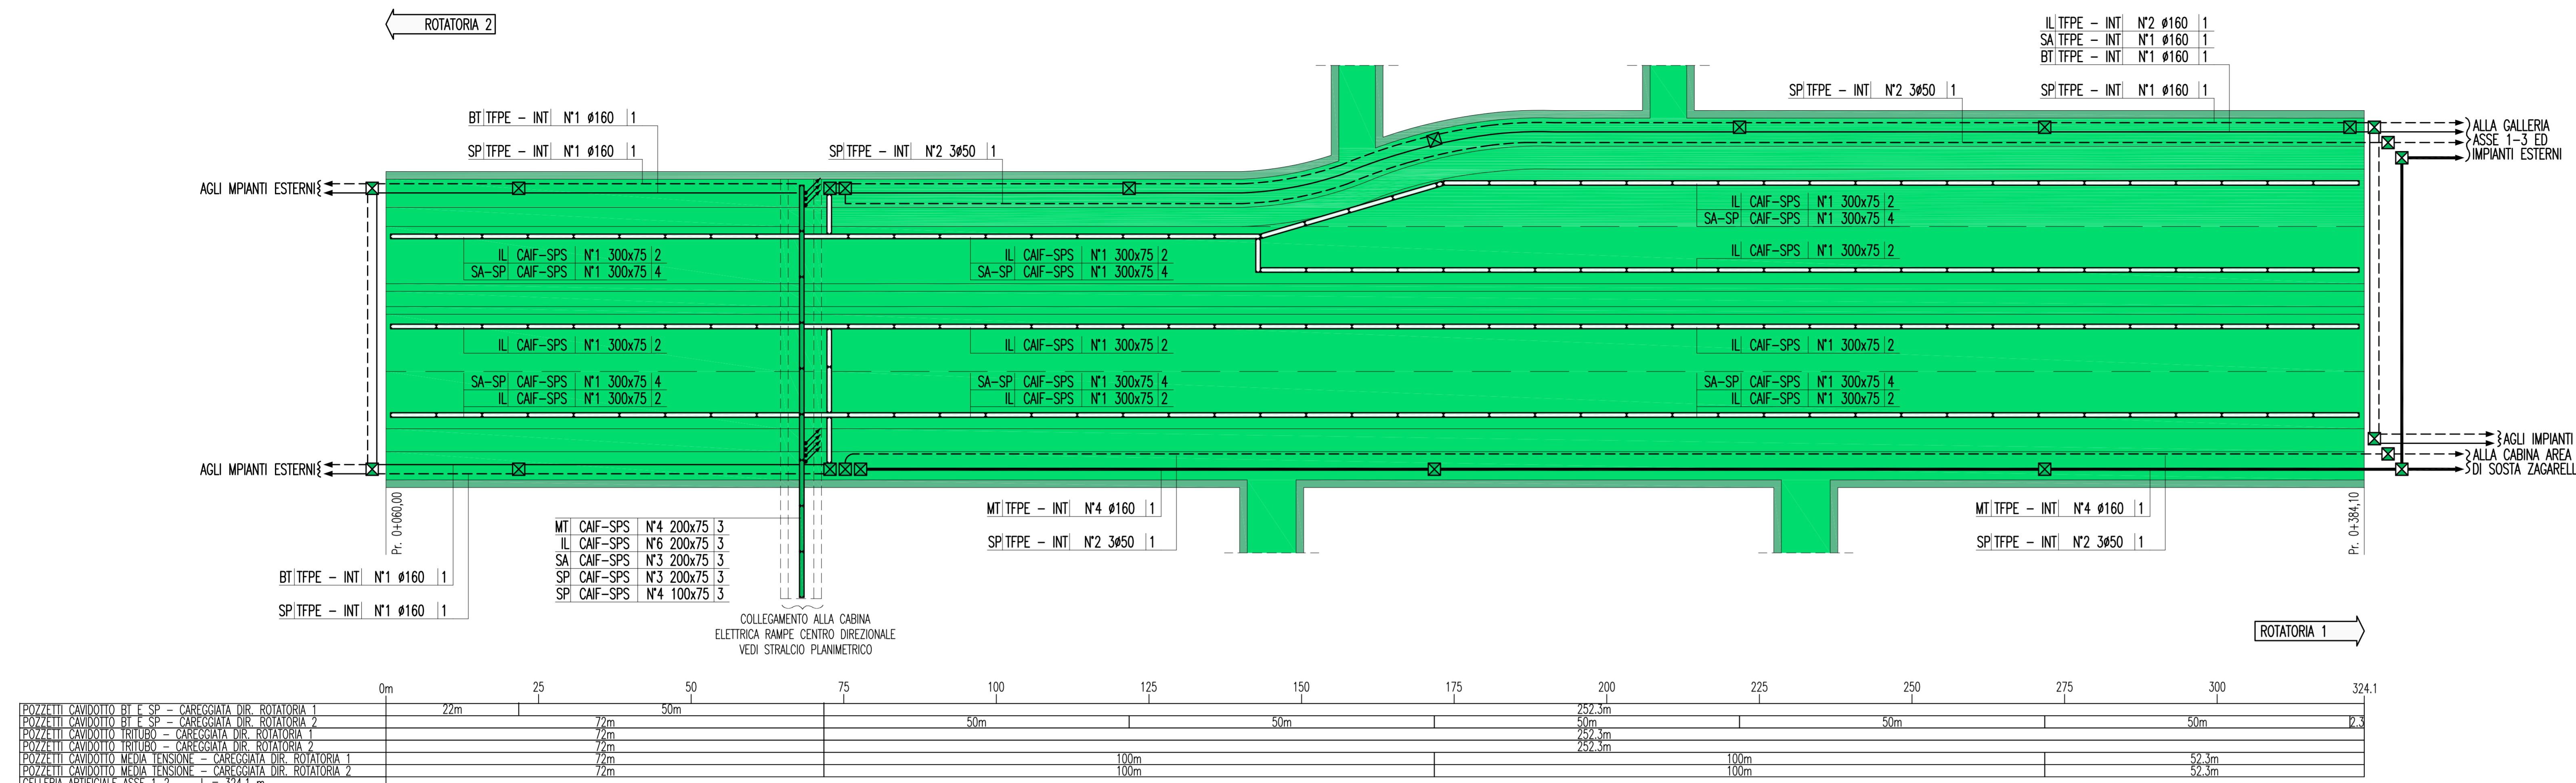 ROTATORIA 2
IL TFPE – INT N°2 ø160 1
SA TFPE – INT N°1 ø160 1
BT TFPE – INT N°1 ø160 1
SP TFPE – INT N°2 3ø50 1
SP TFPE – INT N°1 ø160 1
BT TFPE – INT N°1 ø160 1
SP TFPE – INT N°1 ø160 1
SP TFPE – INT N°2 3ø50 1
ALLA GALLERIA
ASSE 1-3 ED
IMPIANTI ESTERNI
AGLI IMPIANTI ESTERNI
IL CAIF-SPS N°1 300x75 2
SA-SP CAIF-SPS N°1 300x75 4
IL CAIF-SPS N°1 300x75 2
SA-SP CAIF-SPS N°1 300x75 4
IL CAIF-SPS N°1 300x75 2
SA-SP CAIF-SPS N°1 300x75 4
IL CAIF-SPS N°1 300x75 2
IL CAIF-SPS N°1 300x75 2
IL CAIF-SPS N°1 300x75 2
IL CAIF-SPS N°1 300x75 2
SA-SP CAIF-SPS N°1 300x75 4
IL CAIF-SPS N°1 300x75 2
SA-SP CAIF-SPS N°1 300x75 4
IL CAIF-SPS N°1 300x75 2
SA-SP CAIF-SPS N°1 300x75 4
IL CAIF-SPS N°1 300x75 2
AGLI IMPIANTI ESTERNI
AGLI IMPIANTI
ALLA CABINA AREA
DI SOSTA ZAGARELL
Pr. 0+060,00
Pr. 0+384,10
MT CAIF-SPS N°4 200x75 3
IL CAIF-SPS N°6 200x75 3
SA CAIF-SPS N°3 200x75 3
SP CAIF-SPS N°3 200x75 3
SP CAIF-SPS N°4 100x75 3
MT TFPE – INT N°4 ø160 1
SP TFPE – INT N°2 3ø50 1
MT TFPE – INT N°4 ø160 1
SP TFPE – INT N°2 3ø50 1
BT TFPE – INT N°1 ø160 1
SP TFPE – INT N°1 ø160 1
COLLEGAMENTO ALLA CABINA
ELETTRICA RAMPE CENTRO DIREZIONALE
VEDI STRALCIO PLANIMETRICO
ROTATORIA 1
0m 25 50 75 100 125 150 175 200 225 250 275 300 324.1
POZZETTI CAVIDOTTO BT E SP – CAREGGIATA DIR. ROTATORIA 1 22m 50m 252.3m
POZZETTI CAVIDOTTO BT E SP – CAREGGIATA DIR. ROTATORIA 2 72m 50m 50m 50m 50m 50m 2.3
POZZETTI CAVIDOTTO TRITUBO – CAREGGIATA DIR. ROTATORIA 1 72m 252.3m
POZZETTI CAVIDOTTO TRITUBO – CAREGGIATA DIR. ROTATORIA 2 72m 252.3m
POZZETTI CAVIDOTTO MEDIA TENSIONE – CAREGGIATA DIR. ROTATORIA 1 72m 100m 100m 52.3m
POZZETTI CAVIDOTTO MEDIA TENSIONE – CAREGGIATA DIR. ROTATORIA 2 72m 100m 100m 52.3m
ARTIFICIALE ASSE 1-2 L = 324.1 m